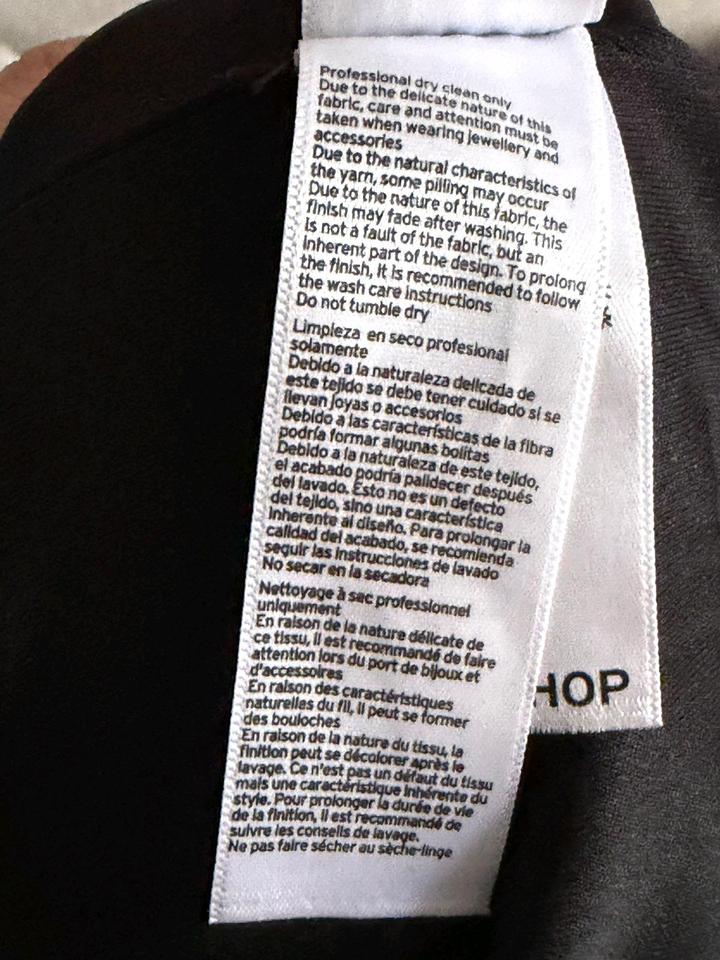 Professional dry clean only
Due to the delicate nature of this
fabric, care and attention must be
taken when wearing jewellery and
accessories
Due to the natural characteristics of
the yarn, some pilling may occur
Due to the nature of this fabric, the
finish may fade after washing. This
is not a fault of the fabric, but an
inherent part of the design. To prolong
the finish, it is recommended to follow
the wash care instructions
Do not tumble dry
Limpieza en seco profesional
solamente
Debido a la naturaleza delicada de
este tejido se debe tener cuidado si se
llevan joyas o accesorios
Debido a las características de la fibra
podría formar algunas bolitas
Debido a la naturaleza de este tejido,
el acabado podría palidecer después
del lavado. Esto no es un defecto
del tejido, sino una característica
inherente al diseño. Para prolongar la
calidad del acabado, se recomienda
seguir las instrucciones de lavado
No secar en la secadora
Nettoyage à sac professionnel
uniquement
En raison de la nature délicate de
ce tissu, il est recommandé de faire
attention lors du port de bijoux et
d'accessoires
En raison des caractéristiques
naturelles du fil, il peut se former
des bouloches
En raison de la nature du tissu, la
finition peut se décolorer après le
lavage. Ce n'est pas un défaut du tissu
mais une caractéristique inhérente du
style. Pour prolonger la durée de vie
de la finition, il est recommandé de
suivre les conseils de lavage.
Ne pas faire sécher au sèche-linge
HOP